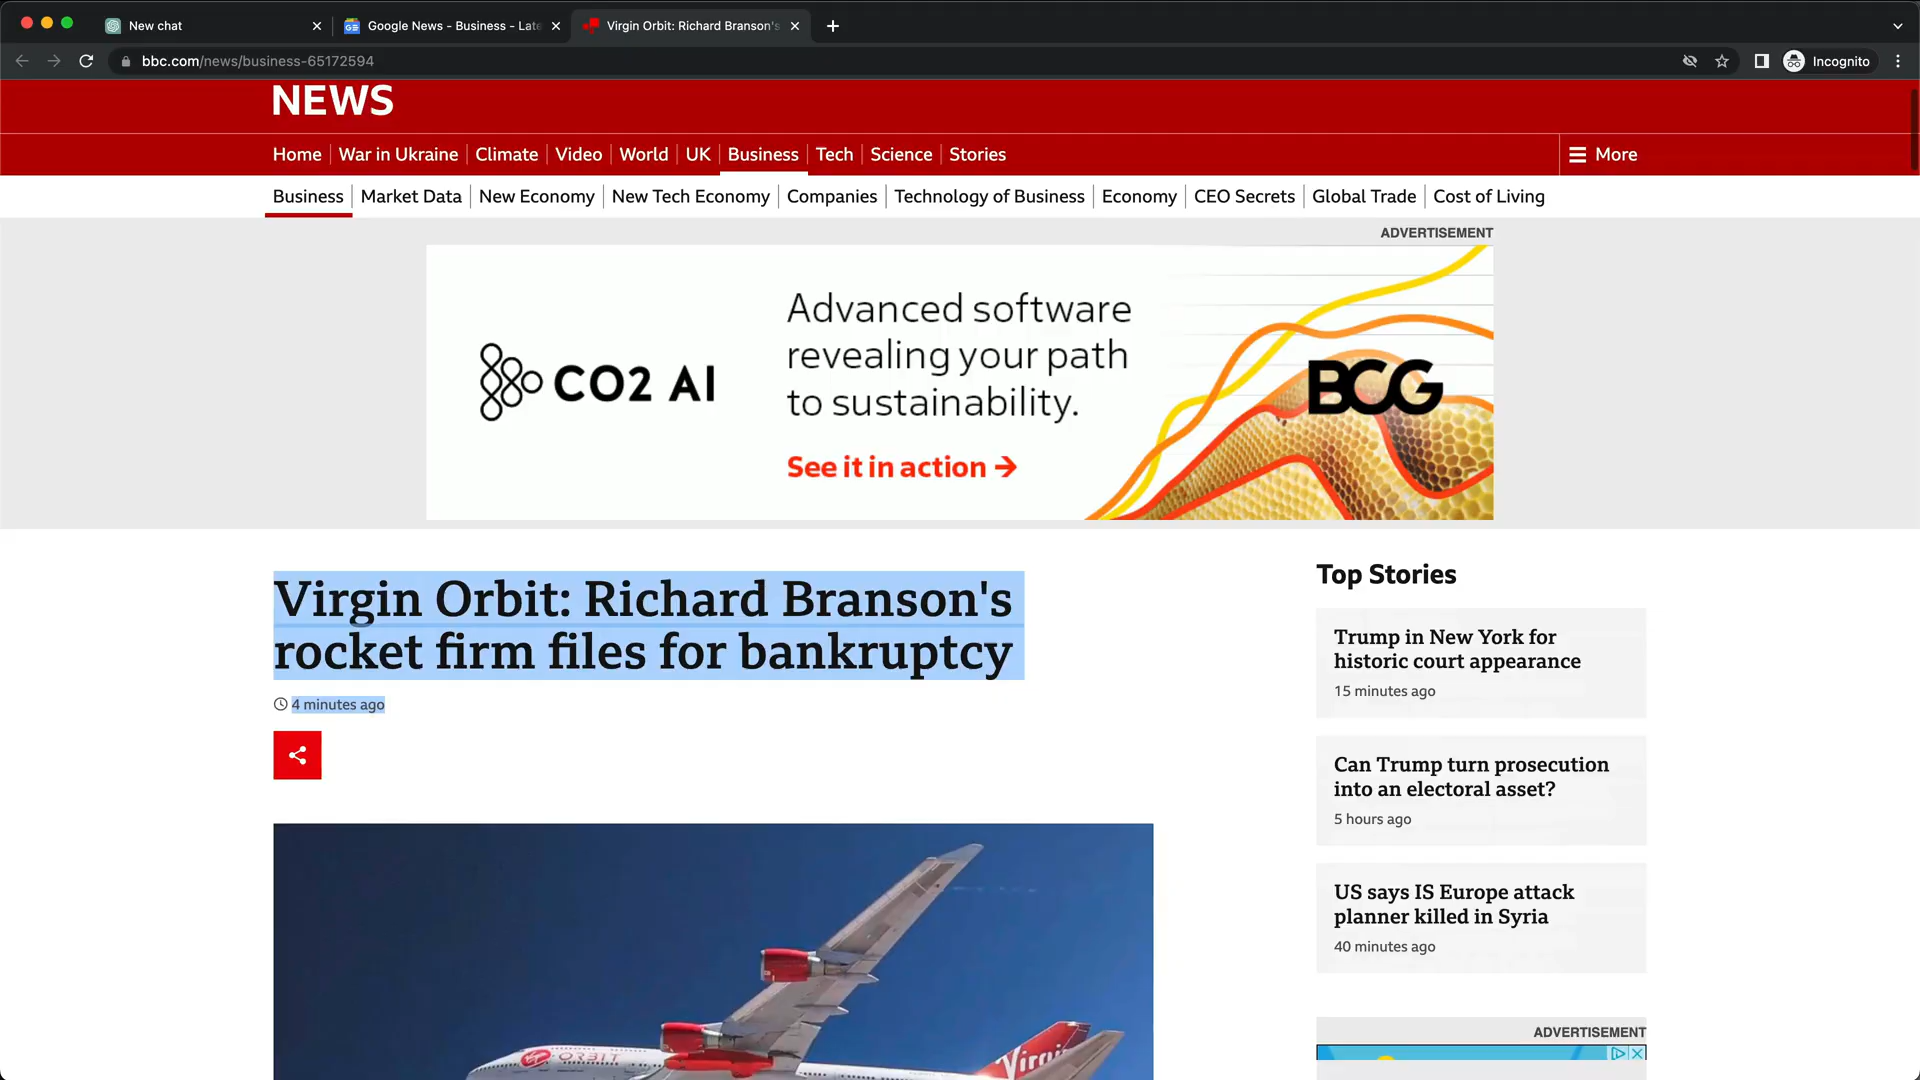 New chat
Google News - Business - Late
Virgin Orbit: Richard Branson's
bbc.com/news/business-65172594
Incognito
NEWS
Home
War in Ukraine
Climate
Video
World
UK
Business
Tech
Science
Stories
More
Business
Market Data
New Economy
New Tech Economy
Companies
Technology of Business
Economy
CEO Secrets
Global Trade
Cost of Living
ADVERTISEMENT
CO2 AI
Advanced software
revealing your path
to sustainability.
See it in action →
BCG
Virgin Orbit: Richard Branson's
rocket firm files for bankruptcy
4 minutes ago
Top Stories
Trump in New York for
historic court appearance
15 minutes ago
Can Trump turn prosecution
into an electoral asset?
5 hours ago
US says IS Europe attack
planner killed in Syria
40 minutes ago
ADVERTISEMENT
Virgin ORBIT
Virgin